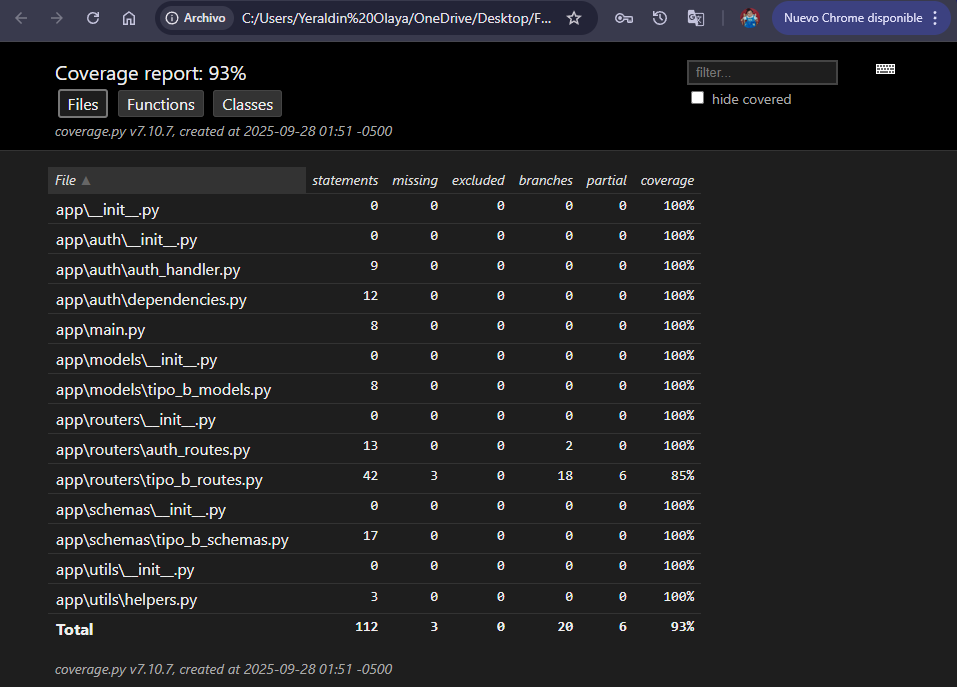 Archivo C:/Users/Yeraldin%20Olaya/OneDrive/Desktop/F... Nuevo Chrome disponible
Coverage report: 93%
filter...
hide covered
Files Functions Classes
coverage.py v7.10.7, created at 2025-09-28 01:51 -0500
File ▲ statements missing excluded branches partial coverage
app\__init__.py 0 0 0 0 0 100%
app\auth\__init__.py 0 0 0 0 0 100%
app\auth\auth_handler.py 9 0 0 0 0 100%
app\auth\dependencies.py 12 0 0 0 0 100%
app\main.py 8 0 0 0 0 100%
app\models\__init__.py 0 0 0 0 0 100%
app\models\tipo_b_models.py 8 0 0 0 0 100%
app\routers\__init__.py 0 0 0 0 0 100%
app\routers\auth_routes.py 13 0 0 2 0 100%
app\routers\tipo_b_routes.py 42 3 0 18 6 85%
app\schemas\__init__.py 0 0 0 0 0 100%
app\schemas\tipo_b_schemas.py 17 0 0 0 0 100%
app\utils\__init__.py 0 0 0 0 0 100%
app\utils\helpers.py 3 0 0 0 0 100%
Total 112 3 0 20 6 93%
coverage.py v7.10.7, created at 2025-09-28 01:51 -0500